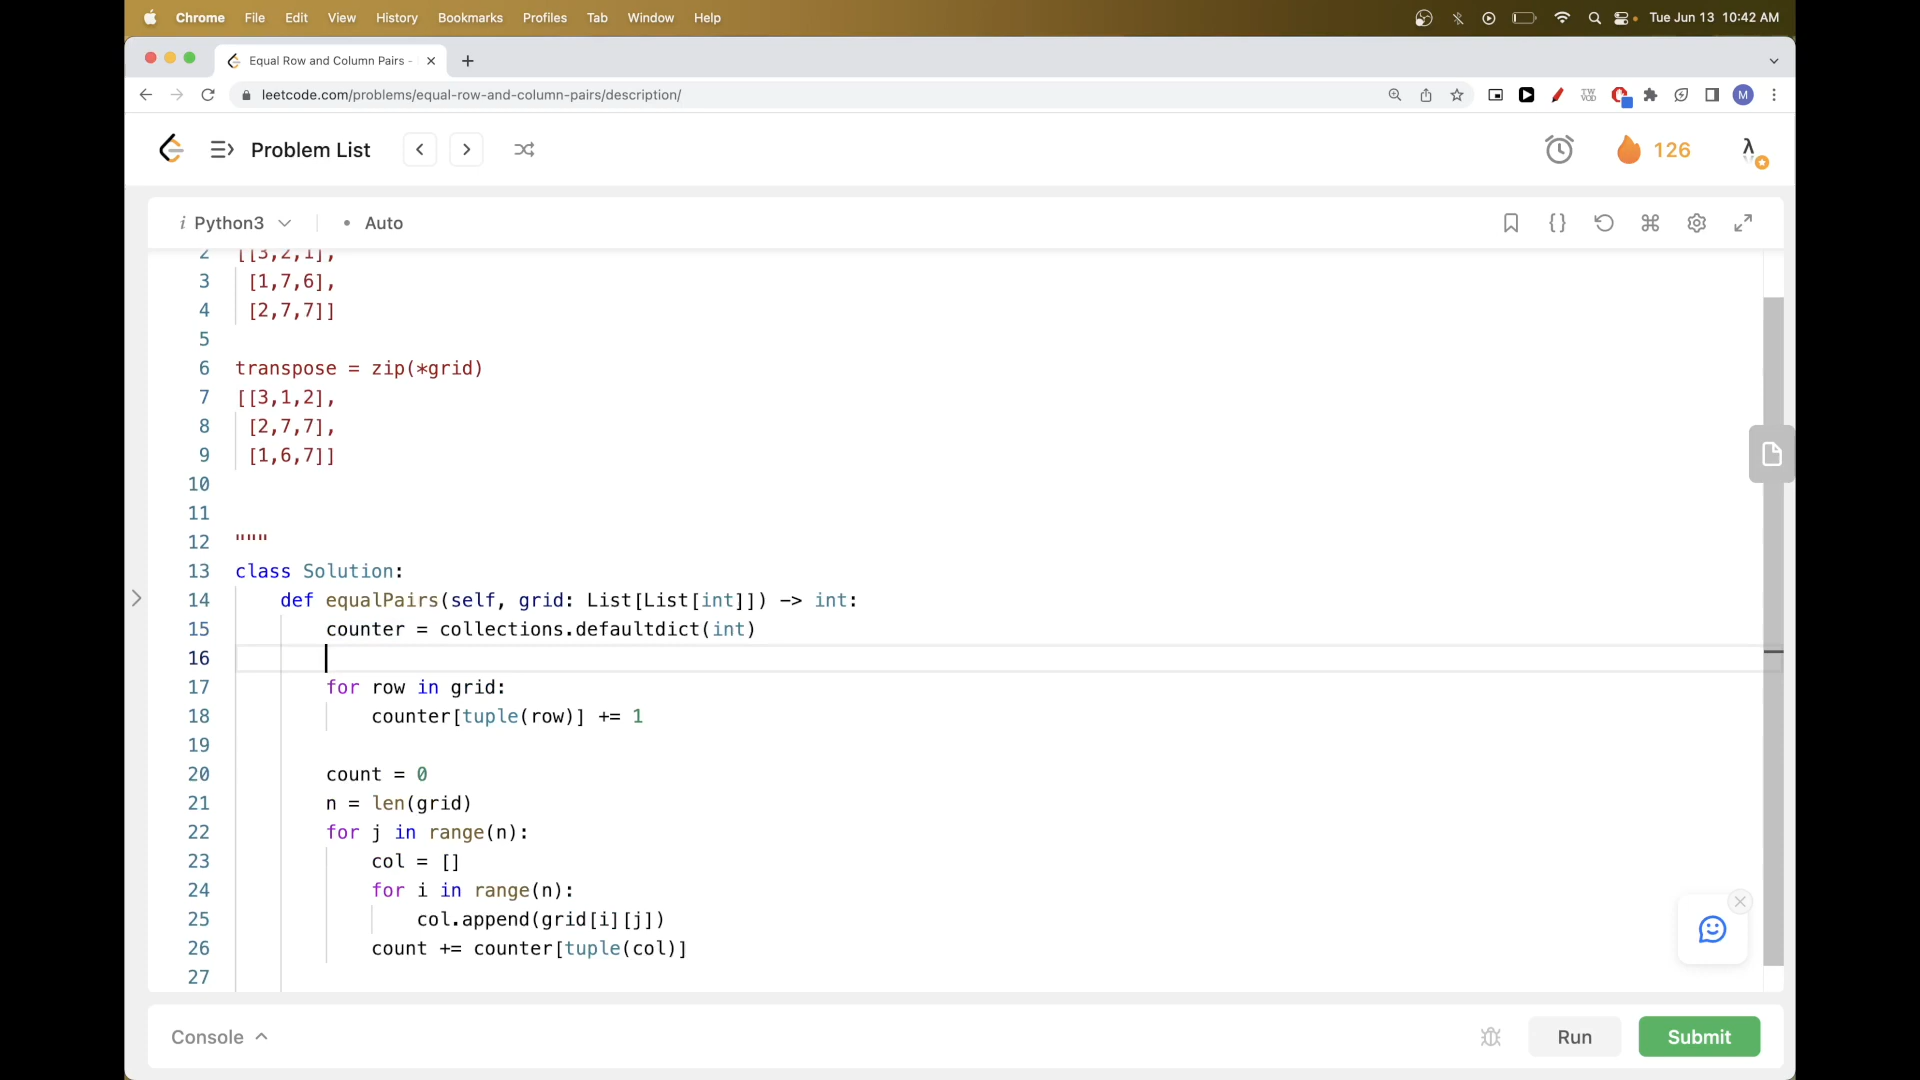 Chrome File Edit View History Bookmarks Profiles Tab Window Help Tue Jun 13 10:42 AM
Equal Row and Column Pairs -
leetcode.com/problems/equal-row-and-column-pairs/description/ TW VOD M
Problem List 126
i Python3 • Auto
2 [[3,2,1],
3 [1,7,6],
4 [2,7,7]]
5
6 transpose = zip(*grid)
7 [[3,1,2],
8 [2,7,7],
9 [1,6,7]]
10
11
12 """
13 class Solution:
14 def equalPairs(self, grid: List[List[int]]) -> int:
15 counter = collections.defaultdict(int)
16
17 for row in grid:
18 counter[tuple(row)] += 1
19
20 count = 0
21 n = len(grid)
22 for j in range(n):
23 col = []
24 for i in range(n):
25 col.append(grid[i][j])
26 count += counter[tuple(col)]
27
Console Run Submit